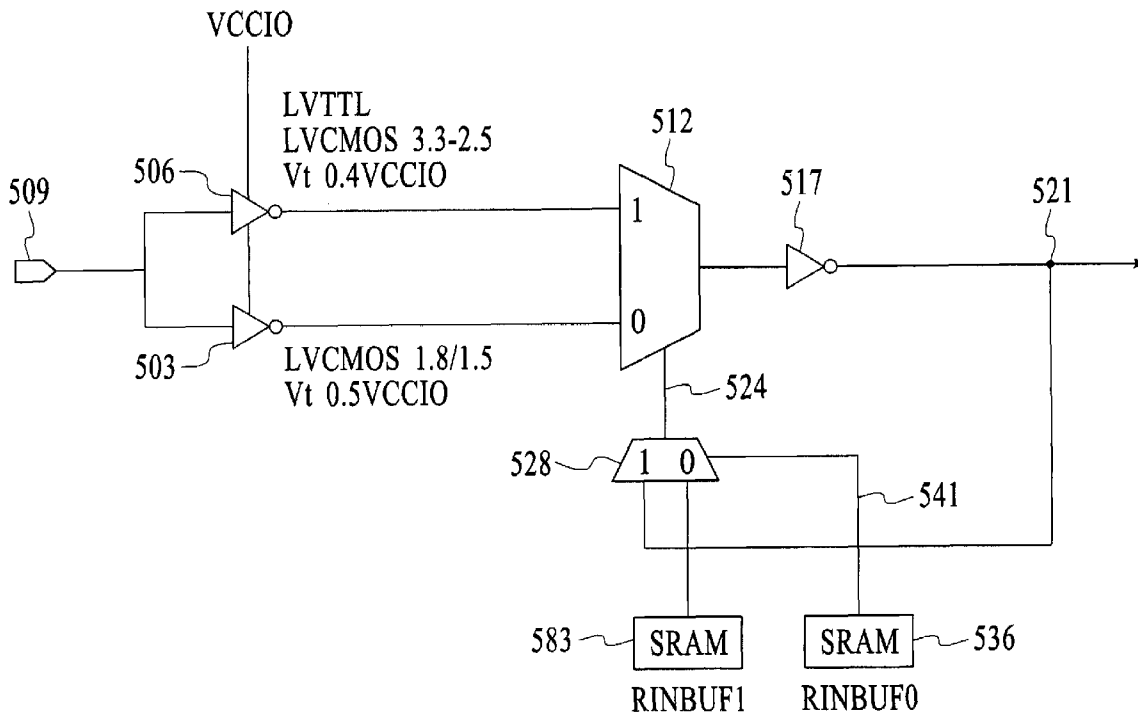 VCCIO
LVTTL
LVCMOS 3.3-2.5
Vt 0.4VCCIO
512
506
517
521
509
1
0
503
LVCMOS 1.8/1.5
Vt 0.5VCCIO
524
528
1 0
541
583
SRAM
SRAM
536
RINBUF1
RINBUF0